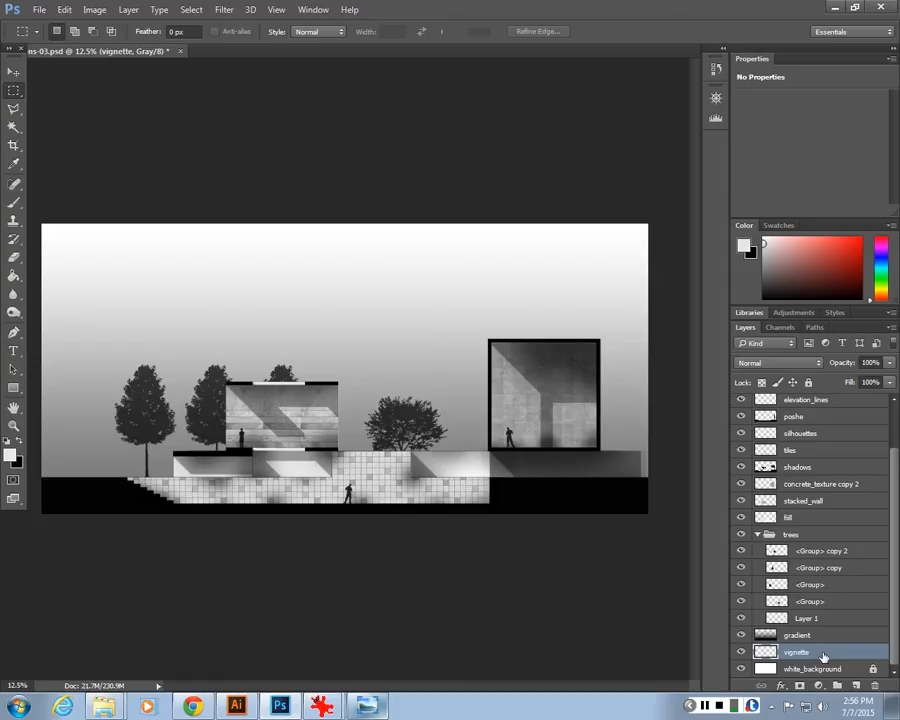 Ps File Edit Image Layer Type Select Filter 3D View Window Help
Feather: 0 px Anti-alias Style: Normal Width: Refine Edge... Essentials
ns-03.psd @ 12.5% (vignette, Gray/8) * ×
Properties
No Properties
Color Swatches
Libraries Adjustments Styles
Layers Channels Paths
Kind
Normal Opacity: 100%
Lock: Fill: 100%
elevation_lines
poshe
silhouettes
tiles
shadows
concrete_texture copy 2
stacked_wall
fill
trees
<Group> copy 2
<Group> copy
<Group>
<Group>
Layer 1
gradient
vignette
white_background
12.5% Doc: 21.7M/230.9M
fx
Ai Ps
2:56 PM
7/7/2015